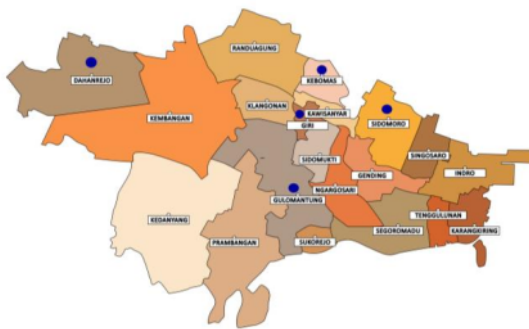 RANDUAGUNG
DAHANREJO
KEBOMAS
XLANGONAN
KAWISANYAR
KEMBANGAN
GIRI
SIDOMORO
SINGOSARO
SIDOMUKTI
INDRO
GENDING
KEDANYANG
GULOMANTUNG
NGARGOSARI
TENGGULUNAN
PRAMBANGAN
SUKOREJO
SEGOROMADU
KARANGKIRING